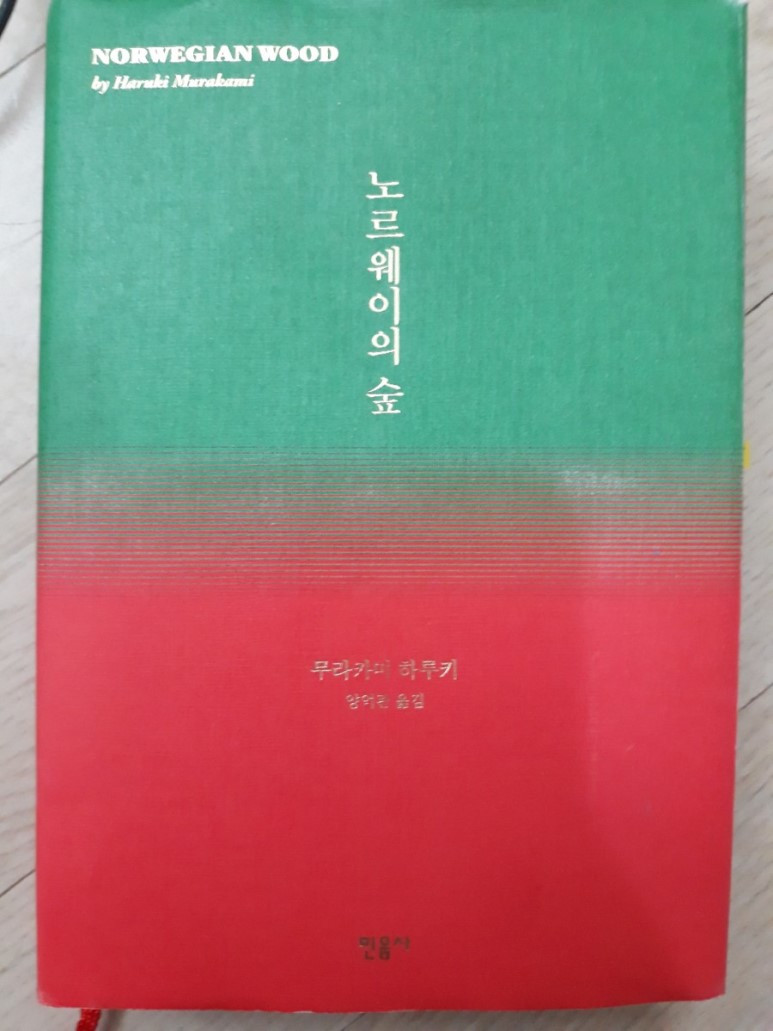 NORWEGIAN WOOD
by Haruki Murakami
노르웨이의 숲
무라카미 하루키
양억관 옮김
민음사